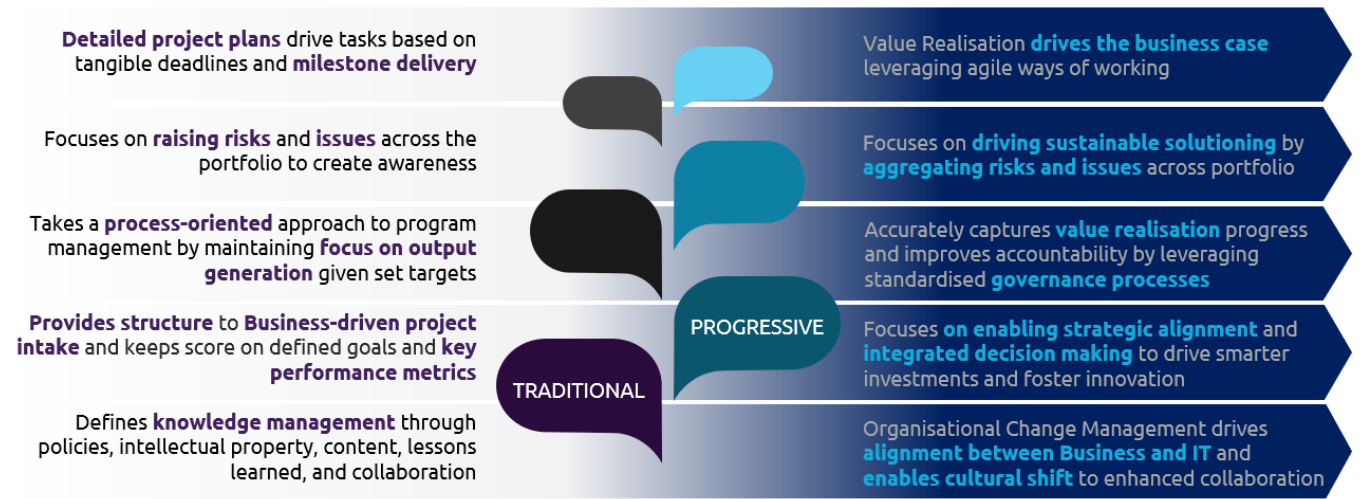 Detailed project plans drive tasks based on
tangible deadlines and milestone delivery
Value Realisation drives the business case
leveraging agile ways of working
Focuses on raising risks and issues across the
portfolio to create awareness
Focuses on driving sustainable solutioning by
aggregating risks and issues across portfolio
Takes a process-oriented approach to program
management by maintaining focus on output
generation given set targets
Accurately captures value realisation progress
and improves accountability by leveraging
standardised governance processes
Provides structure to Business-driven project
intake and keeps score on defined goals and key
performance metrics
TRADITIONAL
PROGRESSIVE
Focuses on enabling strategic alignment and
integrated decision making to drive smarter
investments and foster innovation
Defines knowledge management through
policies, intellectual property, content, lessons
learned, and collaboration
Organisational Change Management drives
alignment between Business and IT and
enables cultural shift to enhanced collaboration